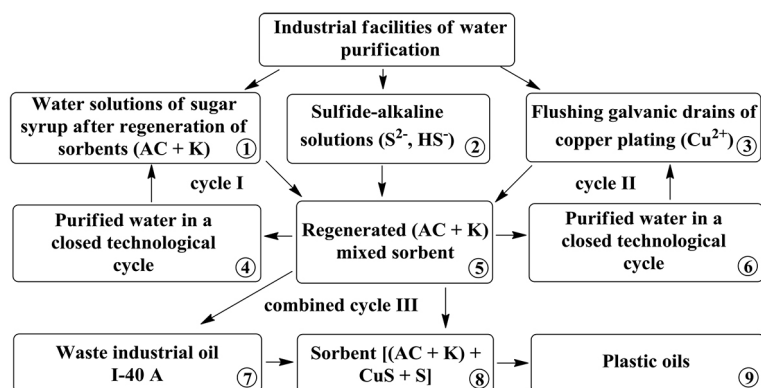 Industrial facilities of water
purification
Water solutions of sugar
syrup after regeneration of
sorbents (AC + K) ①
Sulfide-alkaline
solutions (S²⁻, HS⁻)
②
Flushing galvanic drains of
copper plating (Cu²⁺) ③
cycle I
cycle II
Purified water in a
closed technological
cycle ④
Regenerated (AC + K)
mixed sorbent
⑤
Purified water in a
closed technological
cycle ⑥
combined cycle III
Waste industrial oil
I-40 A ⑦
Sorbent [(AC + K) +
CuS + S] ⑧
Plastic oils
⑨